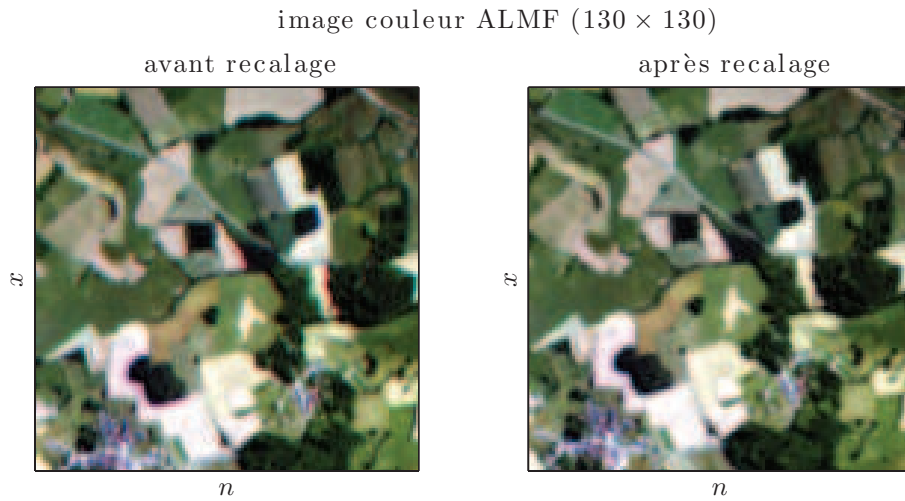 image couleur ALMF (130 × 130)
avant recalage
après recalage
x
x
n
n